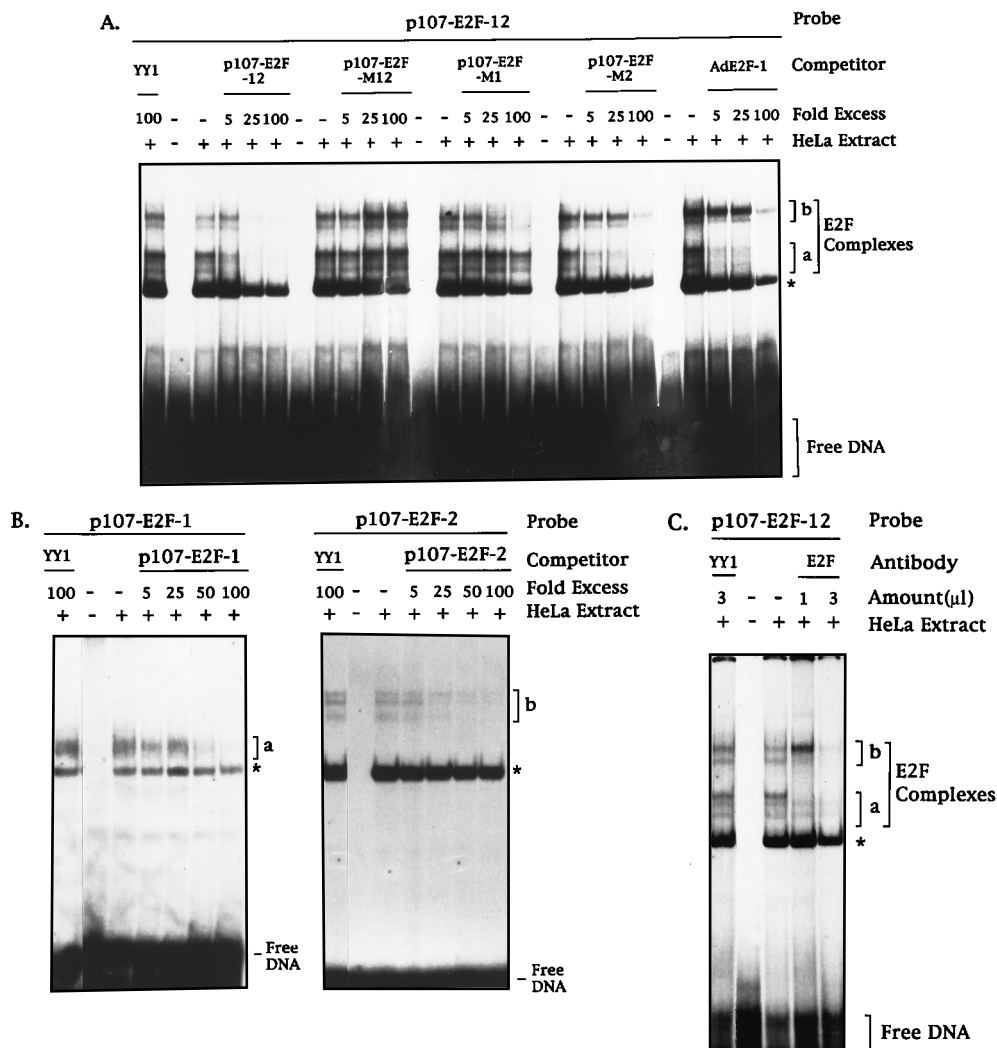 A.
p107-E2F-12 Probe
YY1 p107-E2F -12 p107-E2F -M12 p107-E2F -M1 p107-E2F -M2 AdE2F-1 Competitor
100 - - 5 25 100 - - 5 25 100 - - 5 25 100 - - 5 25 100 - - 5 25 100 Fold Excess
+ - + + + + - + + + + - + + + + - + + + + - + + + + HeLa Extract
b
E2F Complexes
a
*
Free DNA
B.
p107-E2F-1
YY1 p107-E2F-1
100 - - 5 25 50 100
+ - + + + + +
a
*
Free DNA
p107-E2F-2 Probe
YY1 p107-E2F-2 Competitor
100 - - 5 25 50 100 Fold Excess
+ - + + + + + HeLa Extract
b
*
Free DNA
C.
p107-E2F-12 Probe
YY1 E2F Antibody
3 - - 1 3 Amount(µl)
+ - + + + HeLa Extract
b
E2F Complexes
a
*
Free DNA